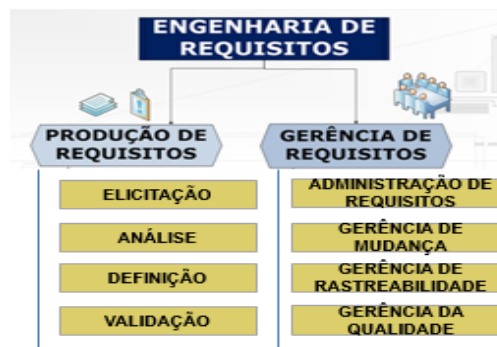 ENGENHARIA DE
REQUISITOS
PRODUÇÃO DE
REQUISITOS
ELICITAÇÃO
ANÁLISE
DEFINIÇÃO
VALIDAÇÃO
GERÊNCIA DE
REQUISITOS
ADMINISTRAÇÃO DE
REQUISITOS
GERÊNCIA DE
MUDANÇA
GERÊNCIA DE
RASTREABILIDADE
GERÊNCIA DA
QUALIDADE